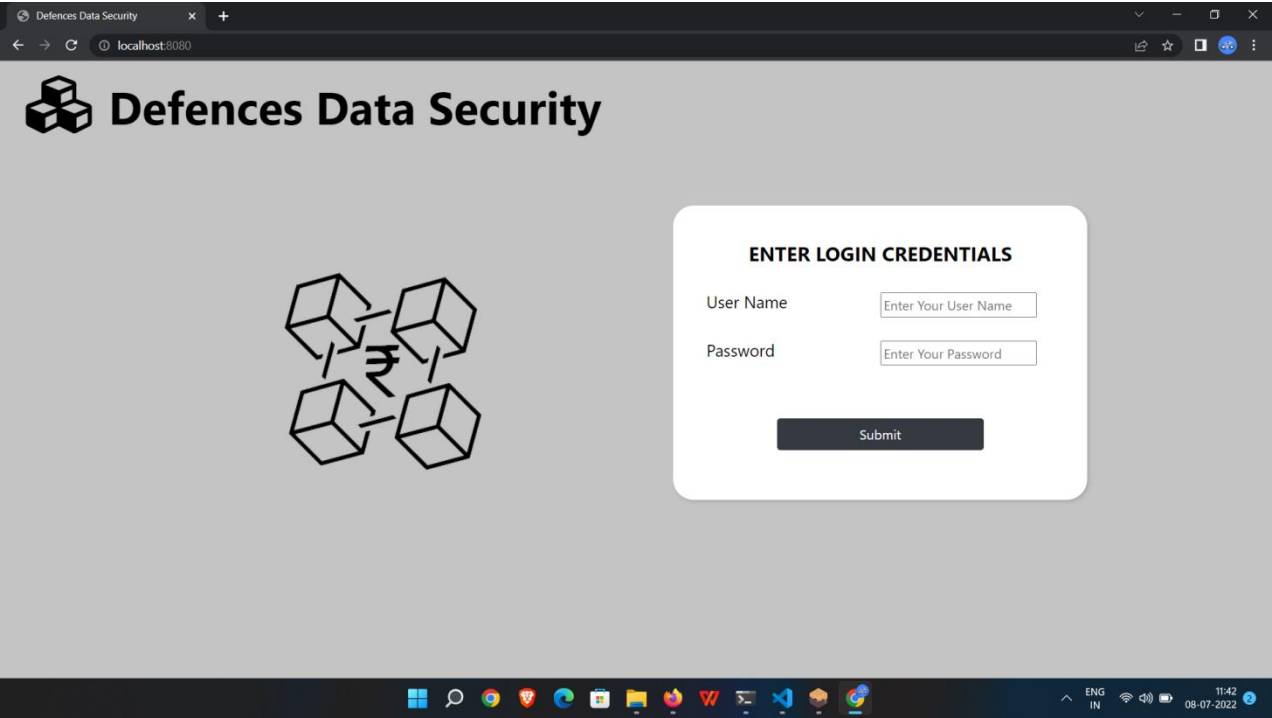 Defences Data Security
localhost:8080
Defences Data Security
ENTER LOGIN CREDENTIALS
User Name
Enter Your User Name
Password
Enter Your Password
₹
Submit
ENG
IN
11:42
08-07-2022
2